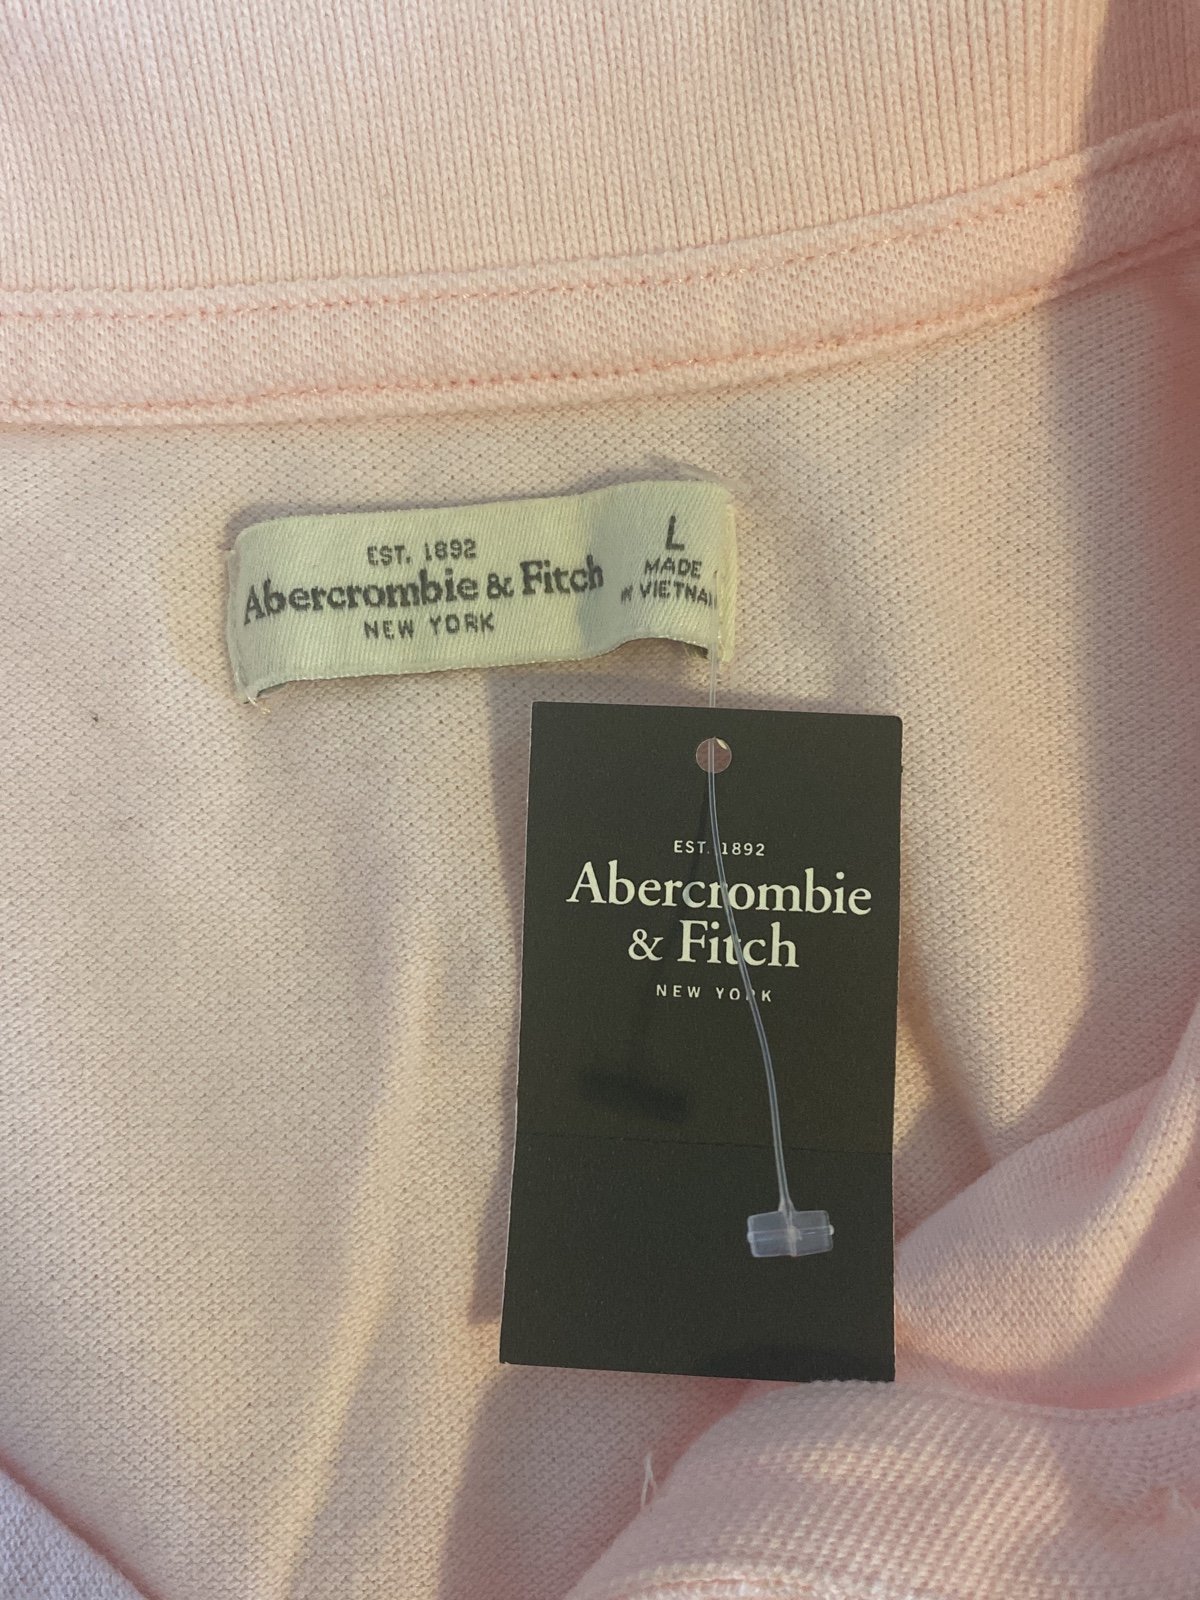 EST. 1892
Abercrombie & Fitch
NEW YORK
L
MADE
IN VIETNAM
EST. 1892
Abercrombie
& Fitch
NEW YORK